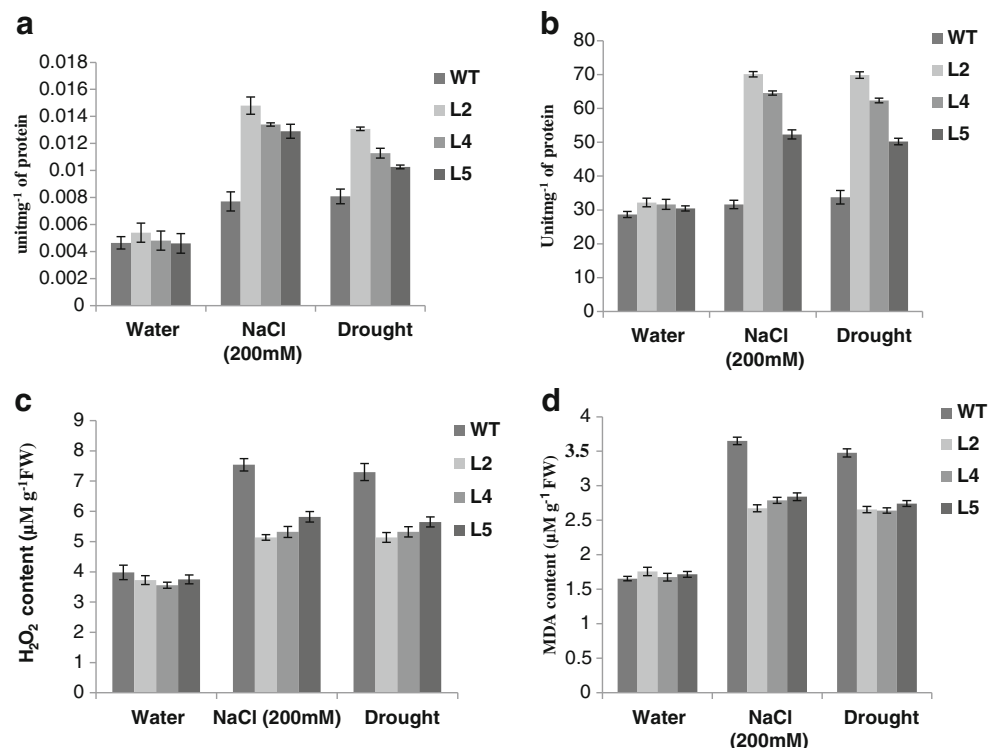 a
0.018
0.016
0.014
0.012
0.01
0.008
0.006
0.004
0.002
0
unitmg-1 of protein
Water
NaCl
(200mM)
Drought
WT
L2
L4
L5
b
80
70
60
50
40
30
20
10
0
Unitmg-1 of protein
Water
NaCl
(200mM)
Drought
WT
L2
L4
L5
c
9
8
7
6
5
4
3
2
1
0
H2O2 content (µM g-1FW)
Water
NaCl (200mM)
Drought
WT
L2
L4
L5
d
4
3.5
3
2.5
2
1.5
1
0.5
0
MDA content (µM g-1 FW)
Water
NaCl
(200mM)
Drought
WT
L2
L4
L5